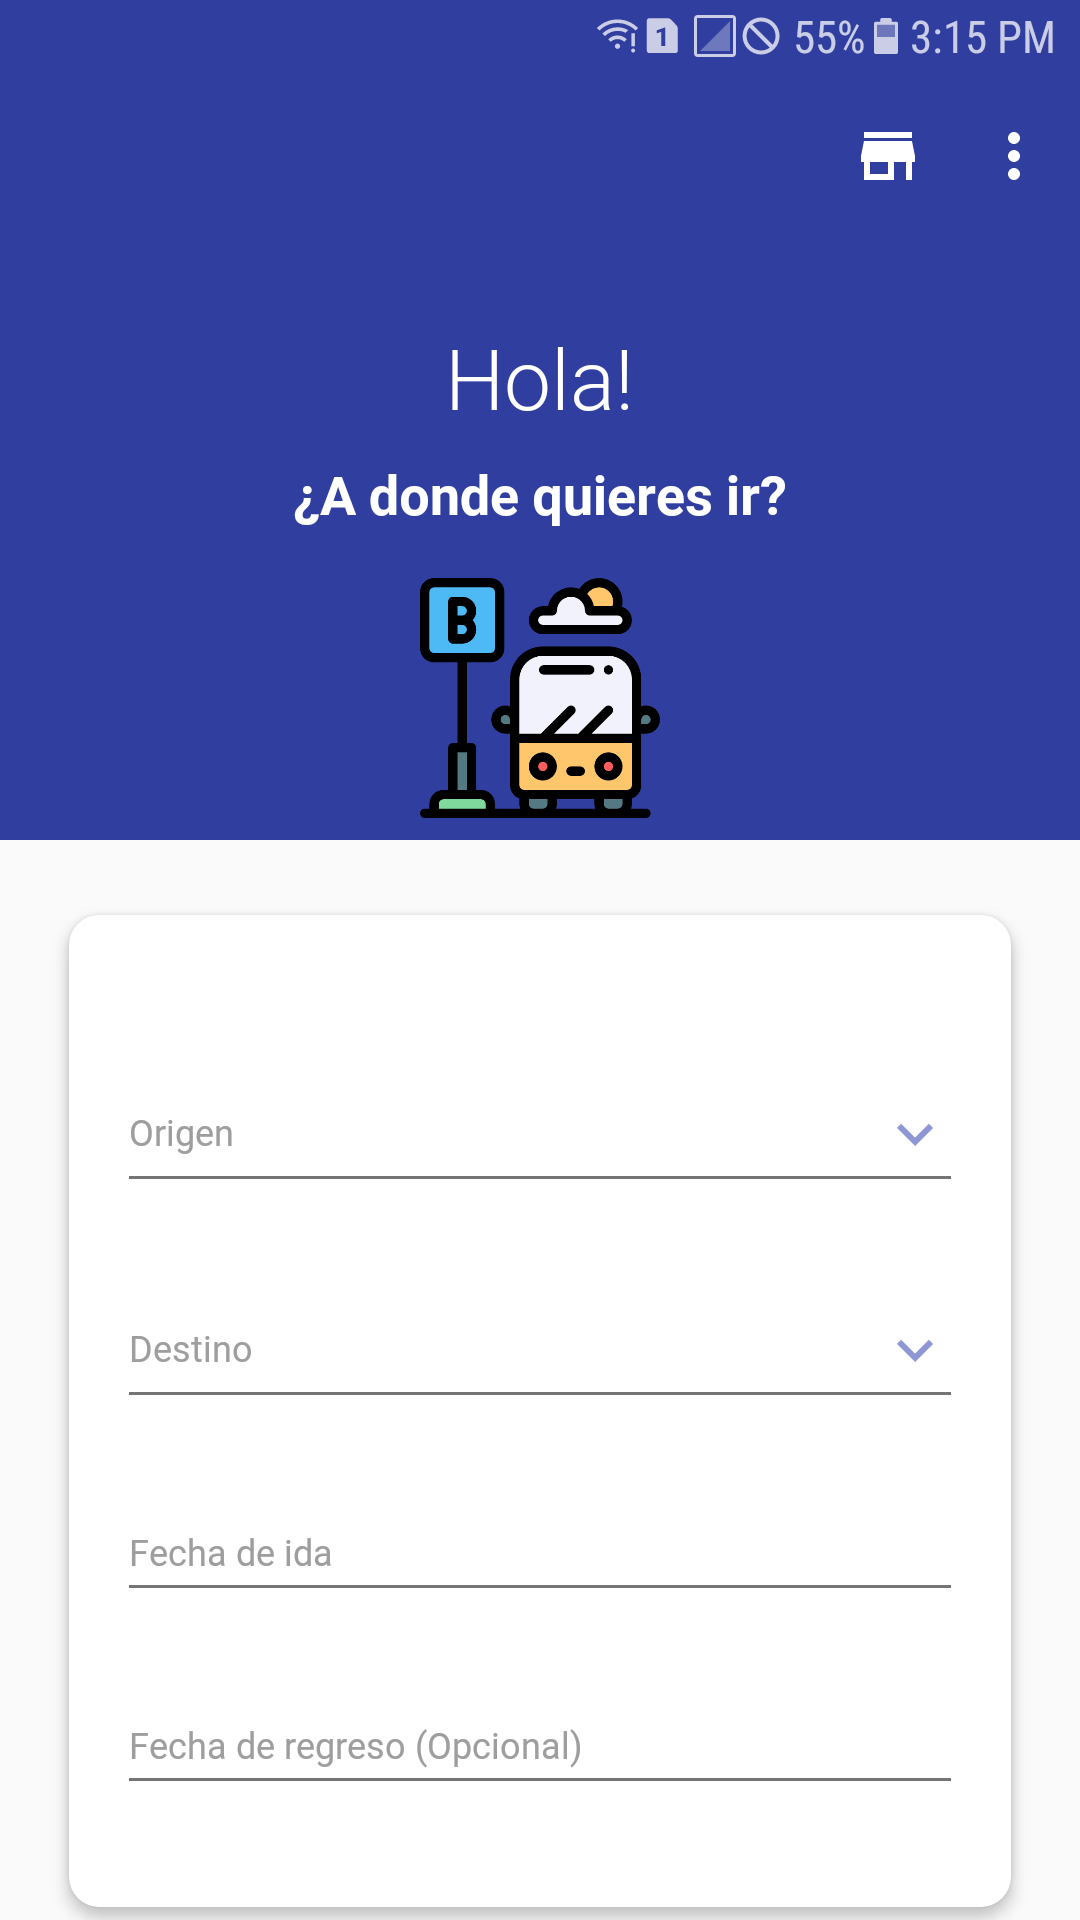 1 55% 3:15 PM
Hola!
¿A donde quieres ir?
B
Origen
Destino
Fecha de ida
Fecha de regreso (Opcional)